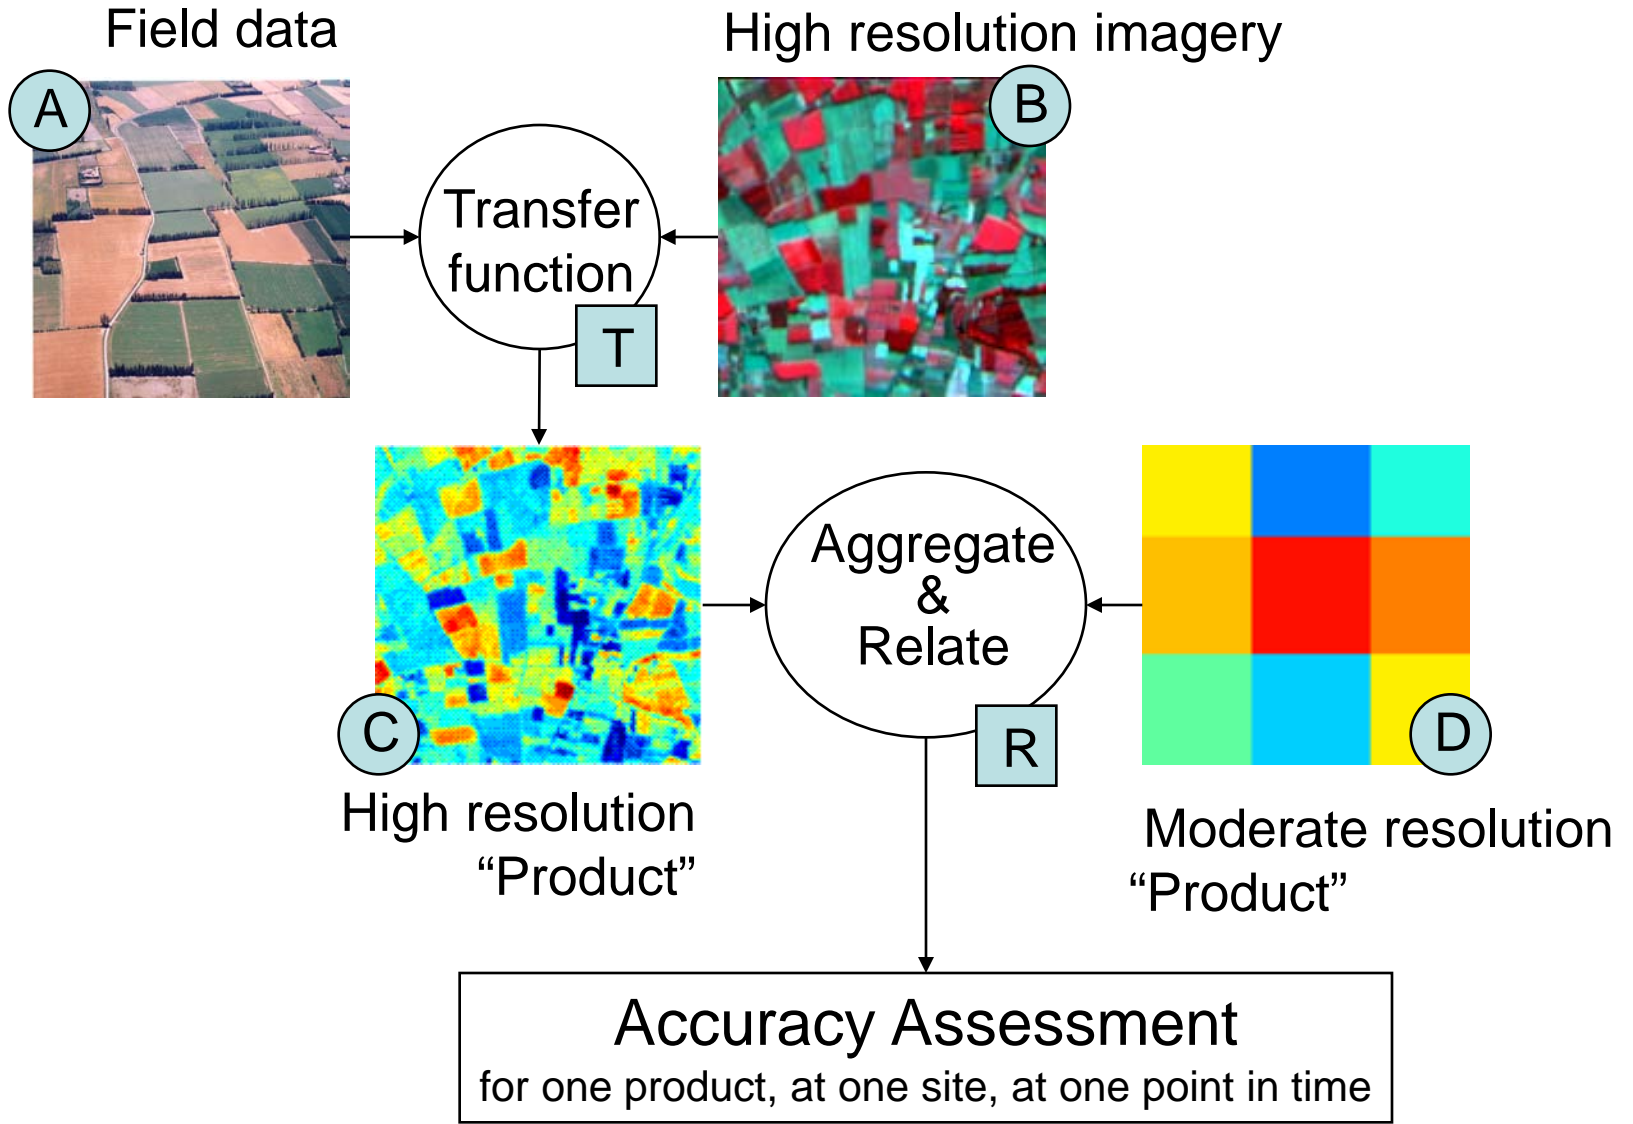 Field data
High resolution imagery
A
B
Transfer
function
T
Aggregate
&
Relate
C
R
D
High resolution
“Product”
Moderate resolution
“Product”
Accuracy Assessment
for one product, at one site, at one point in time